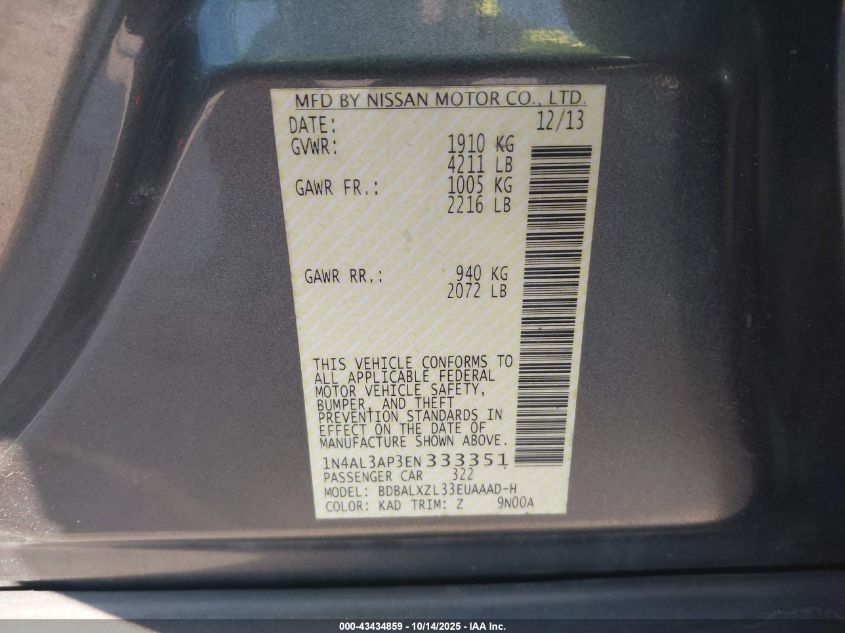 MFD BY NISSAN MOTOR CO., LTD.
DATE: 12/13
GVWR: 1910 KG
4211 LB
GAWR FR.: 1005 KG
2216 LB
GAWR RR.: 940 KG
2072 LB
THIS VEHICLE CONFORMS TO
ALL APPLICABLE FEDERAL
MOTOR VEHICLE SAFETY,
BUMPER, AND THEFT
PREVENTION STANDARDS IN
EFFECT ON THE DATE OF
MANUFACTURE SHOWN ABOVE.
1N4AL3AP3EN333351
PASSENGER CAR 322
MODEL: BDBALXZL33EUAAAD-H
COLOR: KAD TRIM: Z 9N00A
000-43434859 - 10/14/2025 - IAA Inc.